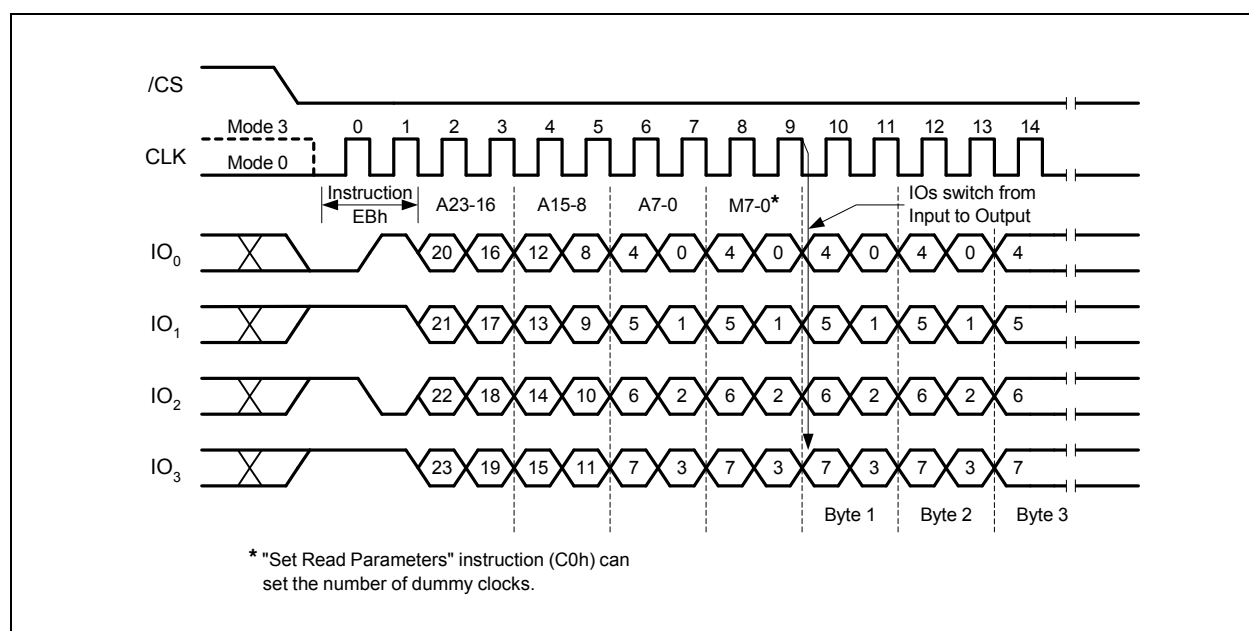 /CS
Mode 3 0 1 2 3 4 5 6 7 8 9 10 11 12 13 14
CLK
Mode 0
Instruction
EBh
A23-16 A15-8 A7-0 M7-0*
IOs switch from
Input to Output
IO0 20 16 12 8 4 0 4 0 4 0 4 0 4
IO1 21 17 13 9 5 1 5 1 5 1 5 1 5
IO2 22 18 14 10 6 2 6 2 6 2 6 2 6
IO3 23 19 15 11 7 3 7 3 7 3 7 3 7
Byte 1 Byte 2 Byte 3
* "Set Read Parameters" instruction (C0h) can
set the number of dummy clocks.